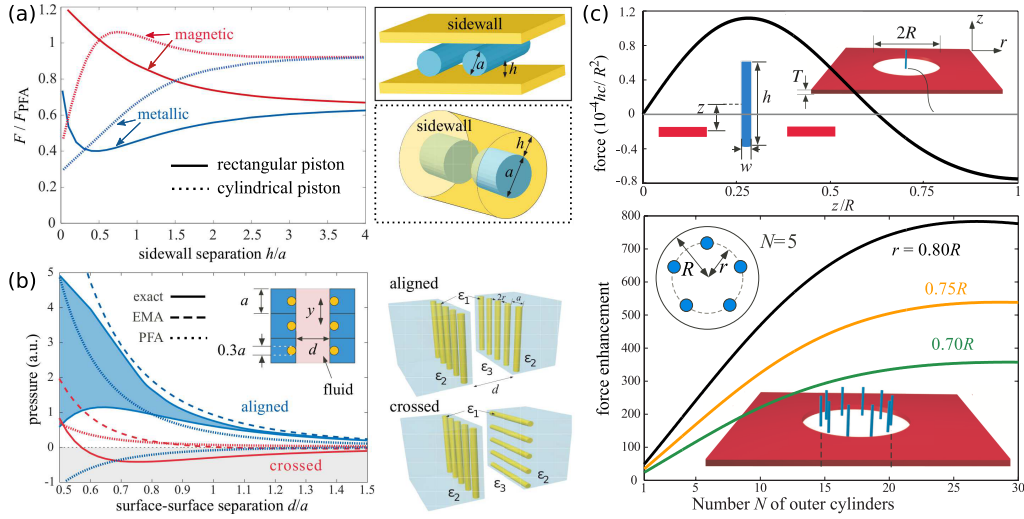 (a)
F / F_PFA
1.2
1
0.8
0.6
0.4
0.2
0
0
0.5
1
1.5
2
2.5
3
3.5
4
sidewall separation h/a
magnetic
metallic
rectangular piston
cylindrical piston
sidewall
a
h
sidewall
h
a
(b)
pressure (a.u.)
5
4
3
2
1
0
-1
0.5
0.6
0.7
0.8
0.9
1
1.1
1.2
1.3
1.4
1.5
surface-surface separation d/a
exact
EMA
PFA
aligned
crossed
a
y
0.3a
d
fluid
aligned
ε1
2r
a
ε2
ε3
ε2
d
crossed
ε1
ε2
ε3
ε2
(c)
force (10⁻⁴hc/ R²)
1.2
0.6
0
-0.4
-0.8
0
0.25
0.5
0.75
1
z/R
z
h
w
2R
z
r
T
force enhancement
800
700
600
500
400
300
200
100
0
1
5
10
15
20
25
30
Number N of outer cylinders
N=5
R
r
r = 0.80R
0.75R
0.70R